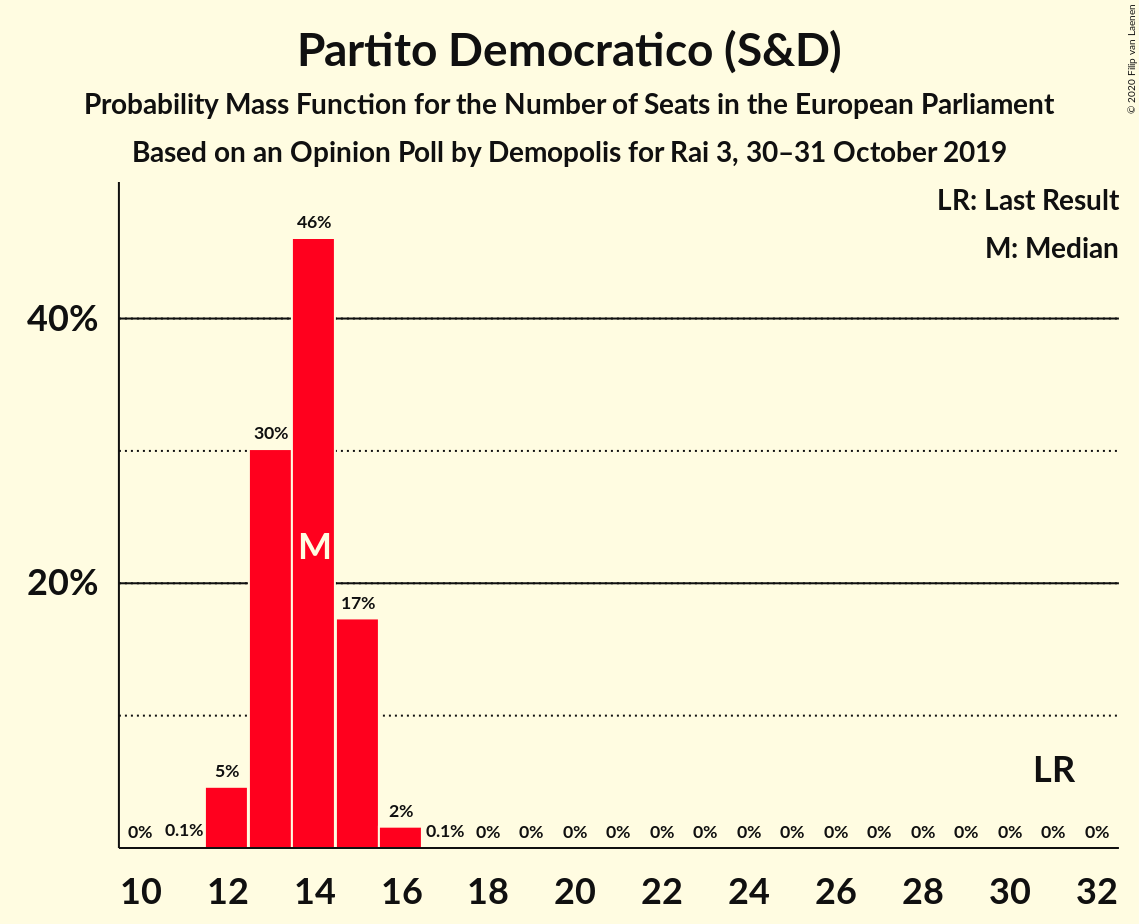 Partito Democratico (S&D)
Probability Mass Function for the Number of Seats in the European Parliament
Based on an Opinion Poll by Demopolis for Rai 3, 30–31 October 2019
© 2020 Filip van Laenen
LR: Last Result
M: Median
46%
40%
30%
M
20%
17%
5%
2%
LR
0% 0.1% 0.1% 0% 0% 0% 0% 0% 0% 0% 0% 0% 0% 0% 0% 0% 0% 0%
10 12 14 16 18 20 22 24 26 28 30 32